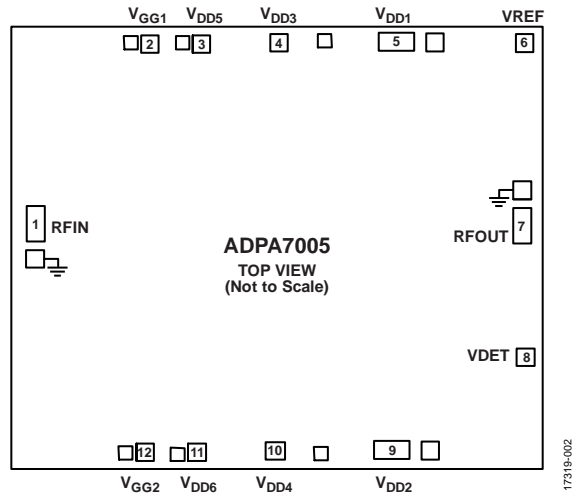 VGG1 VDD5 VDD3 VDD1 VREF
2 3 4 5 6
1 RFIN
ADPA7005
TOP VIEW
(Not to Scale)
RFOUT 7
VDET 8
12 11 10 9
VGG2 VDD6 VDD4 VDD2
17319-002